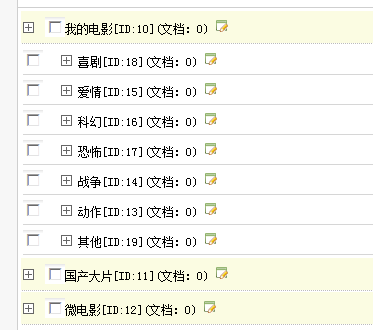 我的电影[ID:10](文档：0)
喜剧[ID:18](文档：0)
爱情[ID:15](文档：0)
科幻[ID:16](文档：0)
恐怖[ID:17](文档：0)
战争[ID:14](文档：0)
动作[ID:13](文档：0)
其他[ID:19](文档：0)
国产大片[ID:11](文档：0)
微电影[ID:12](文档：0)